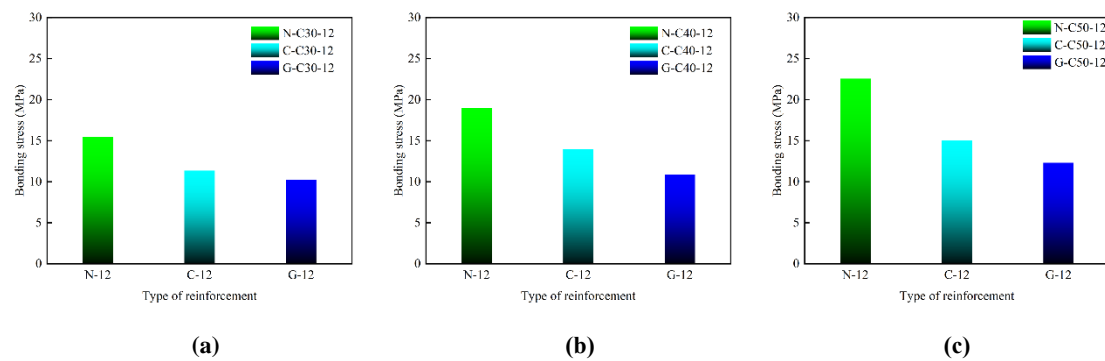 30
25
20
15
10
5
0
Bonding stress (MPa)
N-C30-12
C-C30-12
G-C30-12
N-12 C-12 G-12
Type of reinforcement
(a)
30
25
20
15
10
5
0
Bonding stress (MPa)
N-C40-12
C-C40-12
G-C40-12
N-12 C-12 G-12
Type of reinforcement
(b)
30
25
20
15
10
5
0
Bonding stress (MPa)
N-C50-12
C-C50-12
G-C50-12
N-12 C-12 G-12
Type of reinforcement
(c)